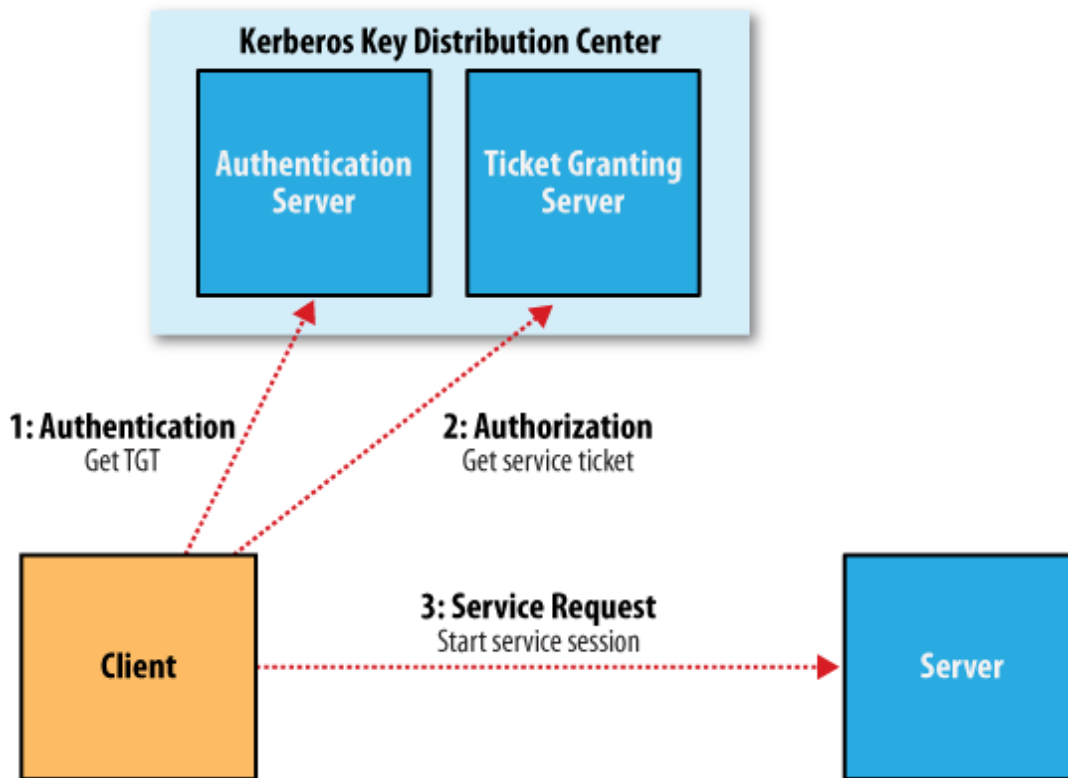 Kerberos Key Distribution Center
Authentication
Server
Ticket Granting
Server
1: Authentication
Get TGT
2: Authorization
Get service ticket
3: Service Request
Start service session
Client
Server